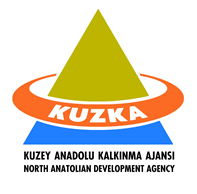 KUZKA
KUZEY ANADOLU KALKINMA AJANSI
NORTH ANATOLIAN DEVELOPMENT AGENCY